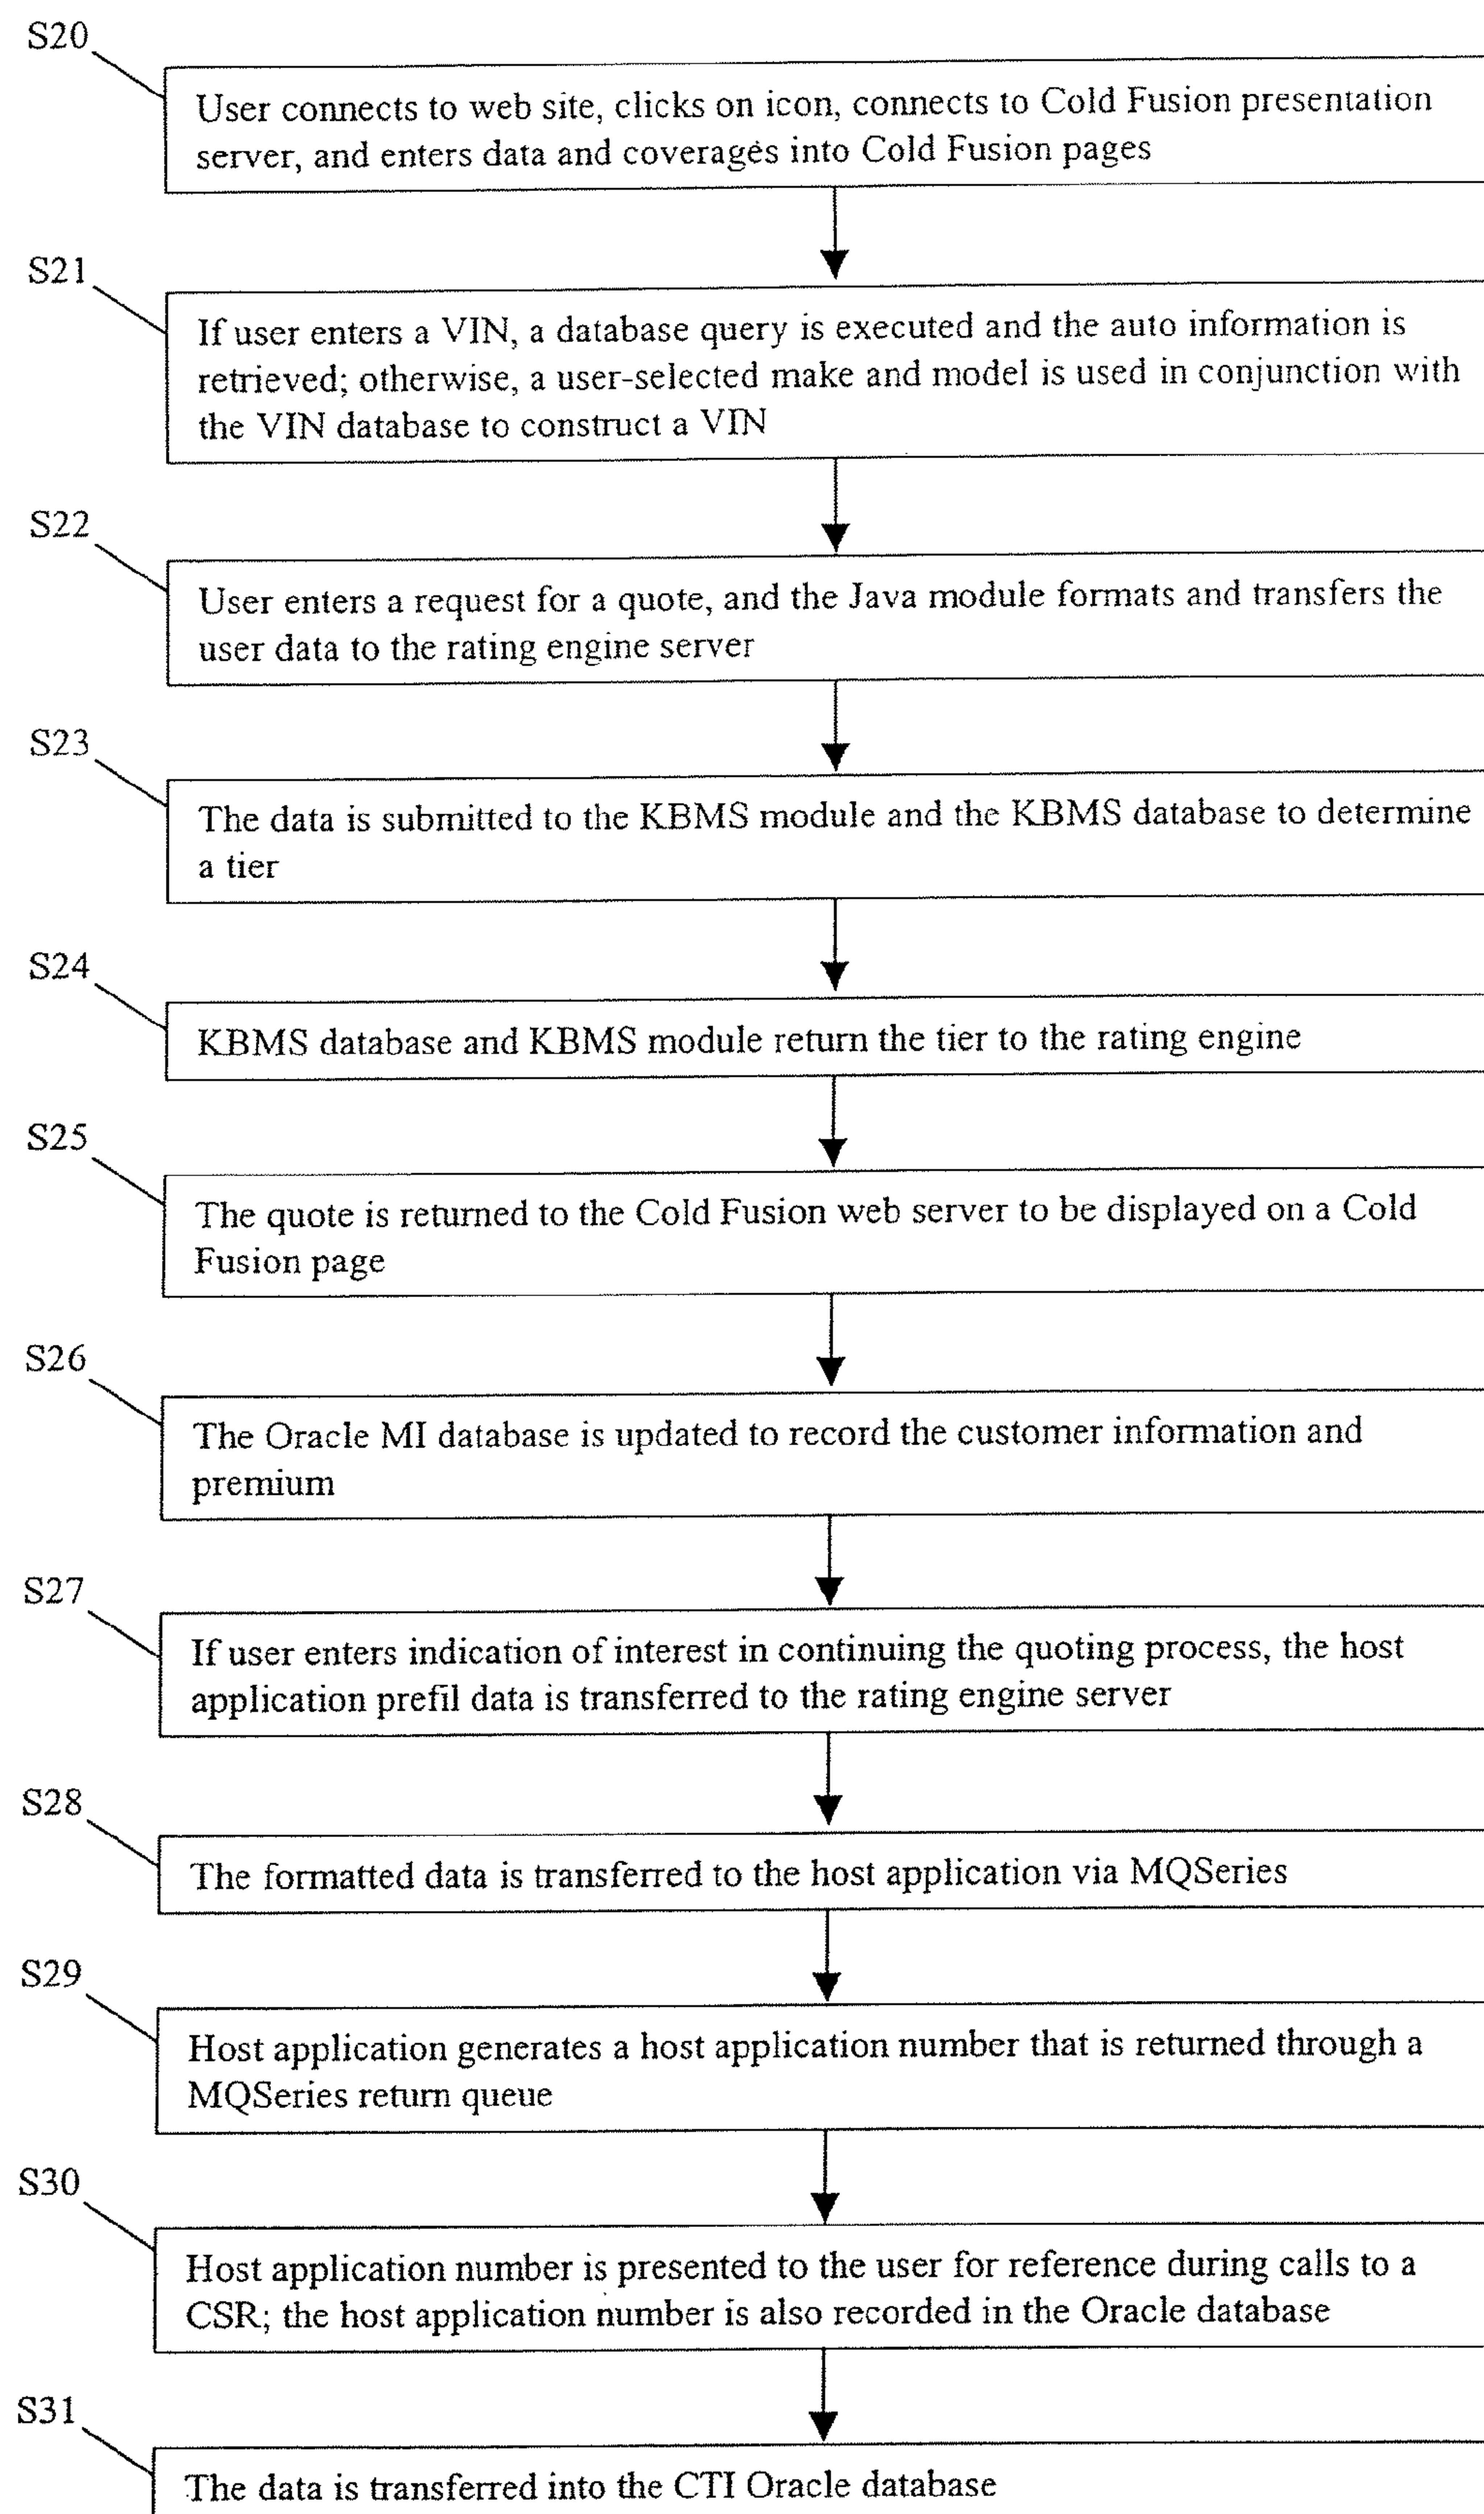 S20
User connects to web site, clicks on icon, connects to Cold Fusion presentation
server, and enters data and coverages into Cold Fusion pages
S21
If user enters a VIN, a database query is executed and the auto information is
retrieved; otherwise, a user-selected make and model is used in conjunction with
the VIN database to construct a VIN
S22
User enters a request for a quote, and the Java module formats and transfers the
user data to the rating engine server
S23
The data is submitted to the KBMS module and the KBMS database to determine
a tier
S24
KBMS database and KBMS module return the tier to the rating engine
S25
The quote is returned to the Cold Fusion web server to be displayed on a Cold
Fusion page
S26
The Oracle MI database is updated to record the customer information and
premium
S27
If user enters indication of interest in continuing the quoting process, the host
application prefil data is transferred to the rating engine server
S28
The formatted data is transferred to the host application via MQSeries
S29
Host application generates a host application number that is returned through a
MQSeries return queue
S30
Host application number is presented to the user for reference during calls to a
CSR; the host application number is also recorded in the Oracle database
S31
The data is transferred into the CTI Oracle database